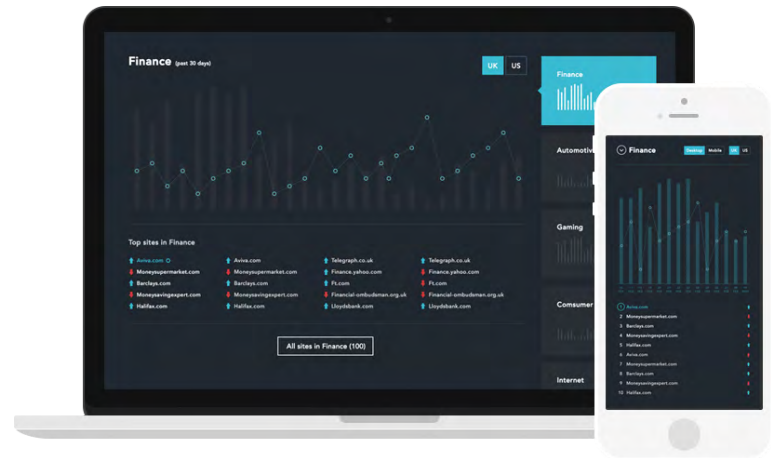 Finance (past 30 days)
UK US
Finance
Automotiv
Gaming
Comsumer
Internet
Top sites in Finance
Aviva.com Aviva.com Telegraph.co.uk Telegraph.co.uk
Moneysupermarket.com Moneysupermarket.com Finance.yahoo.com Finance.yahoo.com
Barclays.com Barclays.com Ft.com Ft.com
Moneysavingexpert.com Moneysavingexpert.com Financial-ombudsman.org.uk Financial-ombudsman.org.uk
Halifax.com Halifax.com Lloydsbank.com Lloydsbank.com
All sites in Finance (100)
Finance Desktop Mobile UK US
1 Aviva.com
2 Moneysupermarket.com
3 Barclays.com
4 Moneysavingexpert.com
5 Halifax.com
6 Aviva.com
7 Moneysupermarket.com
8 Barclays.com
9 Moneysavingexpert.com
10 Halifax.com